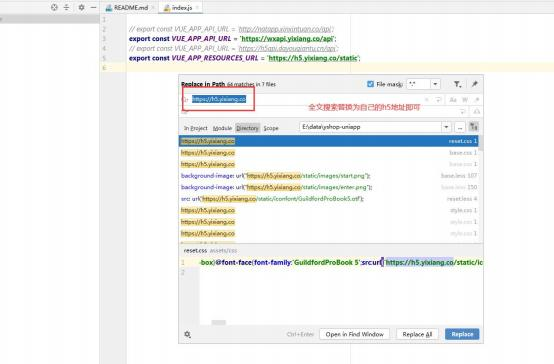 README.md
index.js
1
2 // export const VUE_APP_API_URL = 'http://natapp.xinxintuan.co/api';
3 export const VUE_APP_API_URL = 'https://wxapi.yixiang.co/api';
4 // export const VUE_APP_API_URL = 'https://h5api.dayouqiantu.cn/api';
5 export const VUE_APP_RESOURCES_URL = 'https://h5.yixiang.co/static';
6
Replace in Path 64 matches in 7 files
File mask: *.*
https://h5.yixiang.co
Aa W .*
全文搜索替换为自己的h5地址即可
In Project Module Directory Scope E:\data\yshop-uniapp ...
https://h5.yixiang.co reset.css 1
https://h5.yixiang.co base.css 1
https://h5.yixiang.co base.css 1
background-image: url("https://h5.yixiang.co/static/images/start.png"); base.less 107
background-image: url("https://h5.yixiang.co/static/images/enter.png"); base.less 150
src: url("https://h5.yixiang.co/static/iconfont/GuildfordProBook5.otf"); reset.less 4
https://h5.yixiang.co style.css 1
https://h5.yixiang.co style.css 1
https://h5.yixiang.co style.css 1
reset.css assets/css
1 -box}@font-face{font-family:'GuildfordProBook 5';src:url('https://h5.yixiang.co/static/ic
2
Ctrl+Enter Open in Find Window Replace All Replace